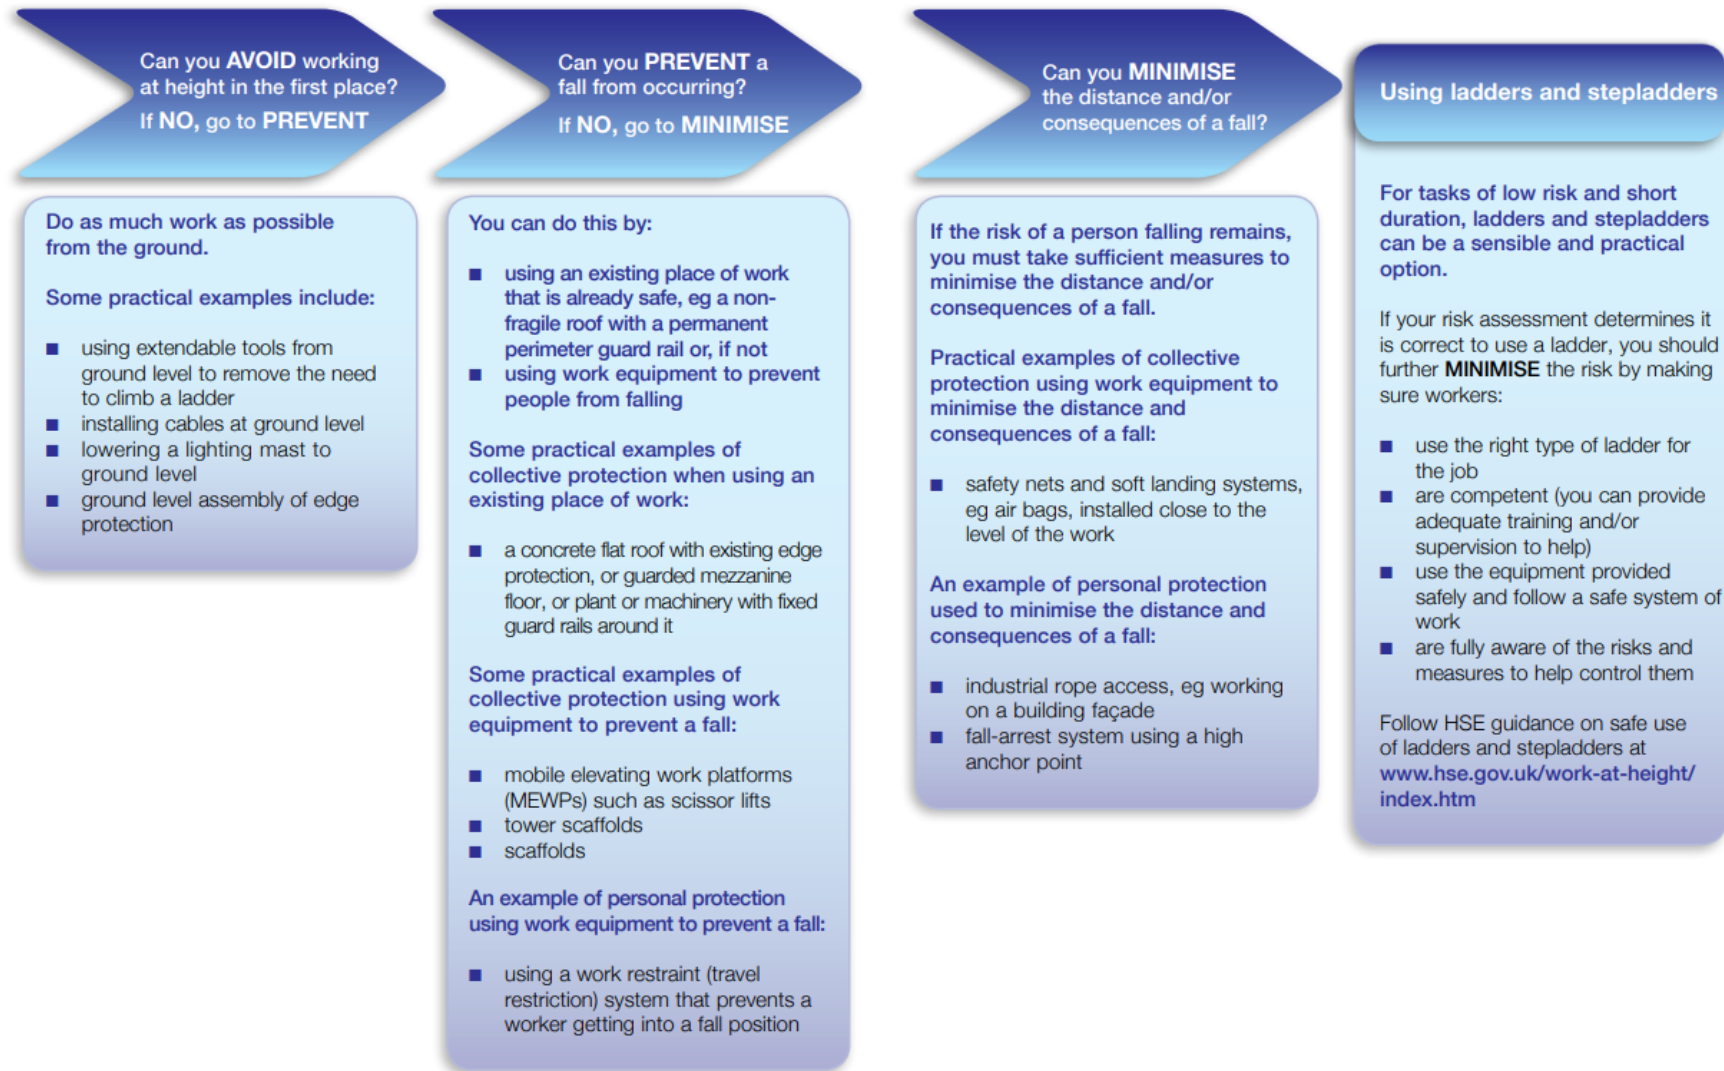 Can you AVOID working
at height in the first place?
If NO, go to PREVENT
Do as much work as possible
from the ground.
Some practical examples include:
■ using extendable tools from
ground level to remove the need
to climb a ladder
■ installing cables at ground level
■ lowering a lighting mast to
ground level
■ ground level assembly of edge
protection
Can you PREVENT a
fall from occurring?
If NO, go to MINIMISE
You can do this by:
■ using an existing place of work
that is already safe, eg a non-
fragile roof with a permanent
perimeter guard rail or, if not
■ using work equipment to prevent
people from falling
Some practical examples of
collective protection when using an
existing place of work:
■ a concrete flat roof with existing edge
protection, or guarded mezzanine
floor, or plant or machinery with fixed
guard rails around it
Some practical examples of
collective protection using work
equipment to prevent a fall:
■ mobile elevating work platforms
(MEWPs) such as scissor lifts
■ tower scaffolds
■ scaffolds
An example of personal protection
using work equipment to prevent a fall:
■ using a work restraint (travel
restriction) system that prevents a
worker getting into a fall position
Can you MINIMISE
the distance and/or
consequences of a fall?
If the risk of a person falling remains,
you must take sufficient measures to
minimise the distance and/or
consequences of a fall.
Practical examples of collective
protection using work equipment to
minimise the distance and
consequences of a fall:
■ safety nets and soft landing systems,
eg air bags, installed close to the
level of the work
An example of personal protection
used to minimise the distance and
consequences of a fall:
■ industrial rope access, eg working
on a building façade
■ fall-arrest system using a high
anchor point
Using ladders and stepladders
For tasks of low risk and short
duration, ladders and stepladders
can be a sensible and practical
option.
If your risk assessment determines it
is correct to use a ladder, you should
further MINIMISE the risk by making
sure workers:
■ use the right type of ladder for
the job
■ are competent (you can provide
adequate training and/or
supervision to help)
■ use the equipment provided
safely and follow a safe system of
work
■ are fully aware of the risks and
measures to help control them
Follow HSE guidance on safe use
of ladders and stepladders at
www.hse.gov.uk/work-at-height/
index.htm